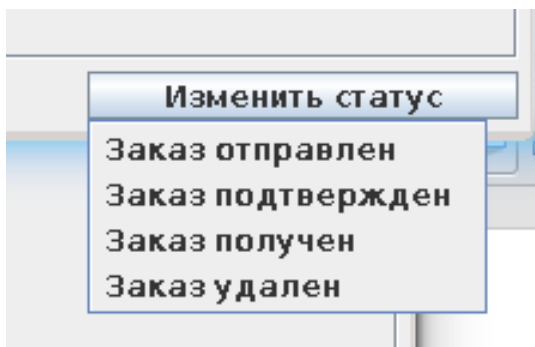 Изменить статус
Заказ отправлен
Заказ подтвержден
Заказ получен
Заказ удален